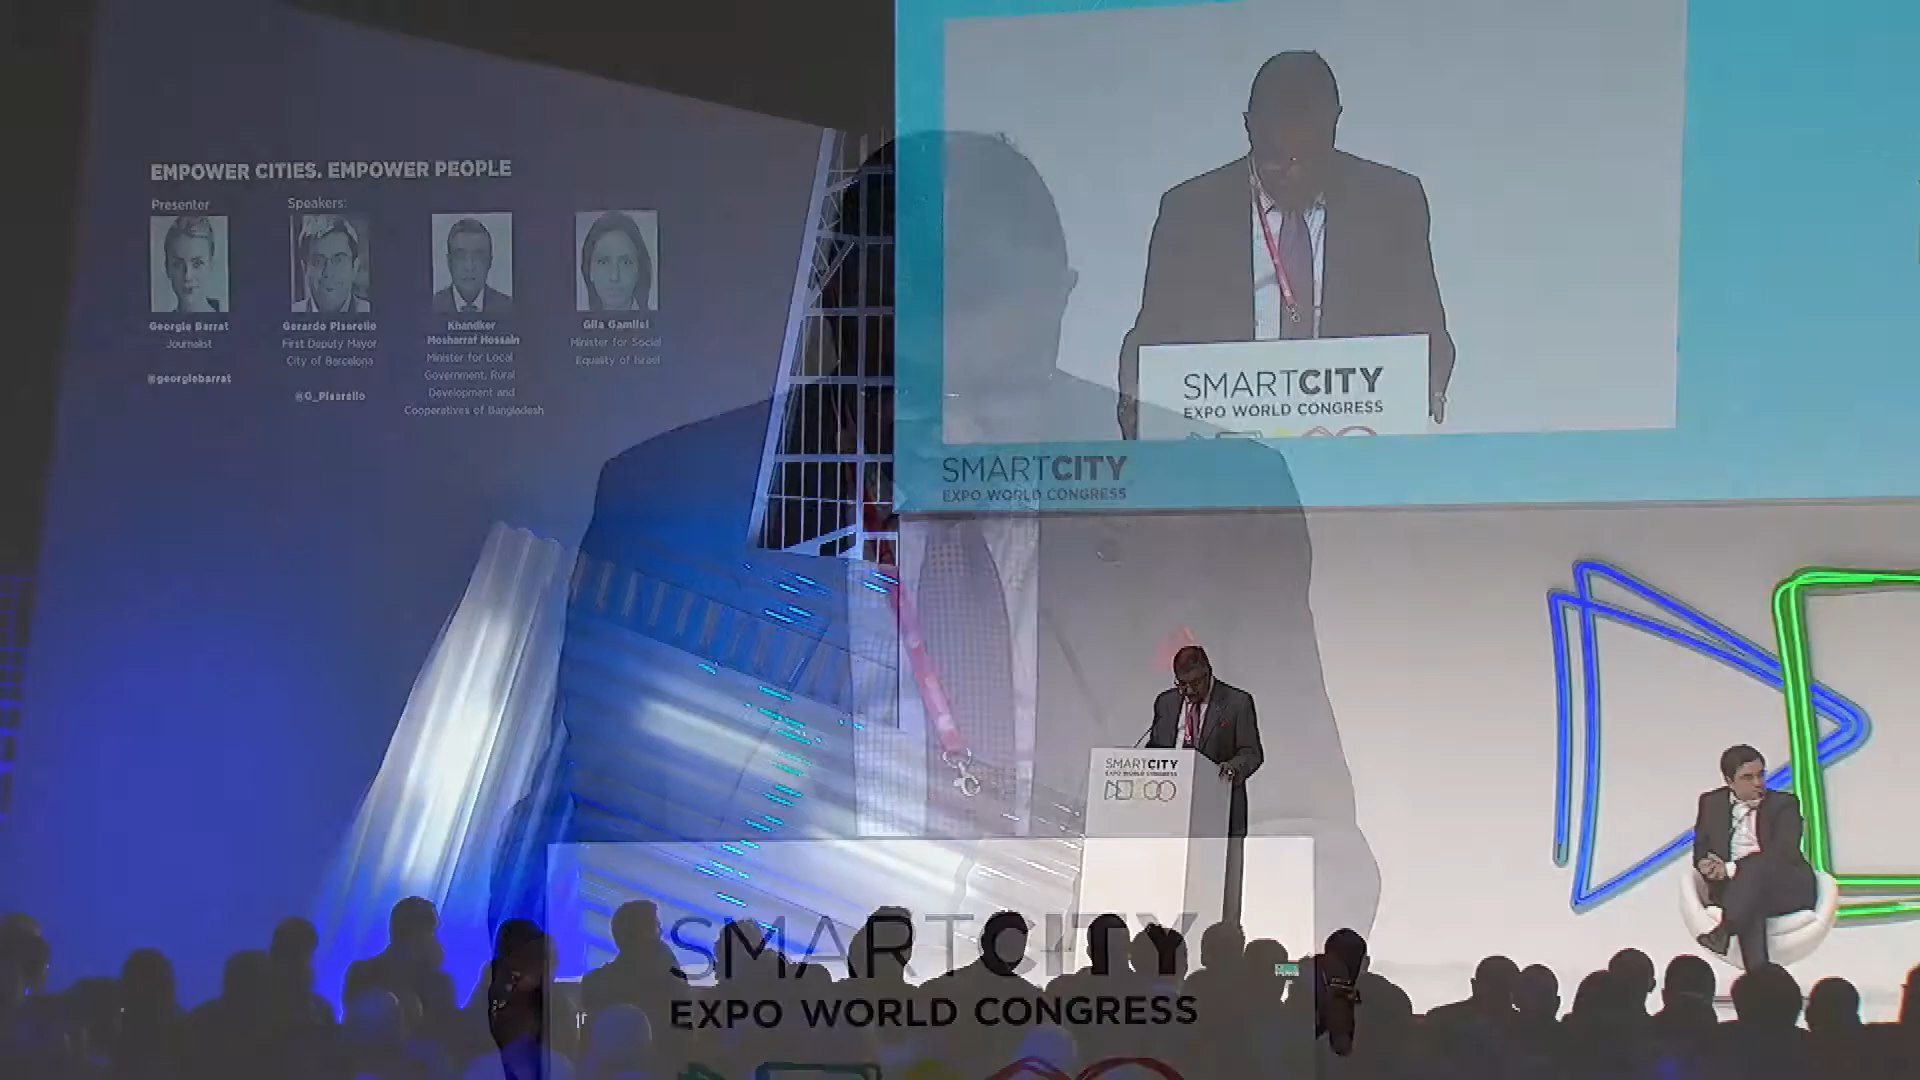 EMPOWER CITIES. EMPOWER PEOPLE
Presenter
Speakers:
Georgie Barrat
Journalist
@georgiebarrat
Gerardo Pisarello
First Deputy Mayor
City of Barcelona
@G_Pisarello
Khandker
Mosharraf Hossain
Minister for Local
Government, Rural
Development and
Cooperatives of Bangladesh
Gila Gamliel
Minister for Social
Equality of Israel
SMARTCITY
EXPO WORLD CONGRESS
SMARTCITY
EXPO WORLD CONGRESS
SMARTCITY
EXPO WORLD CONGRESS
SMARTCITY
EXPO WORLD CONGRESS